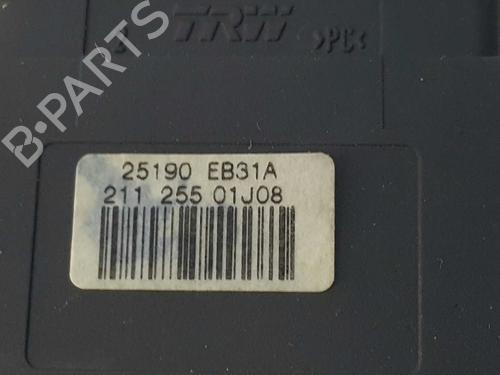 TRW >PC<
B-PARTS
25190 EB31A
211 255 01J08